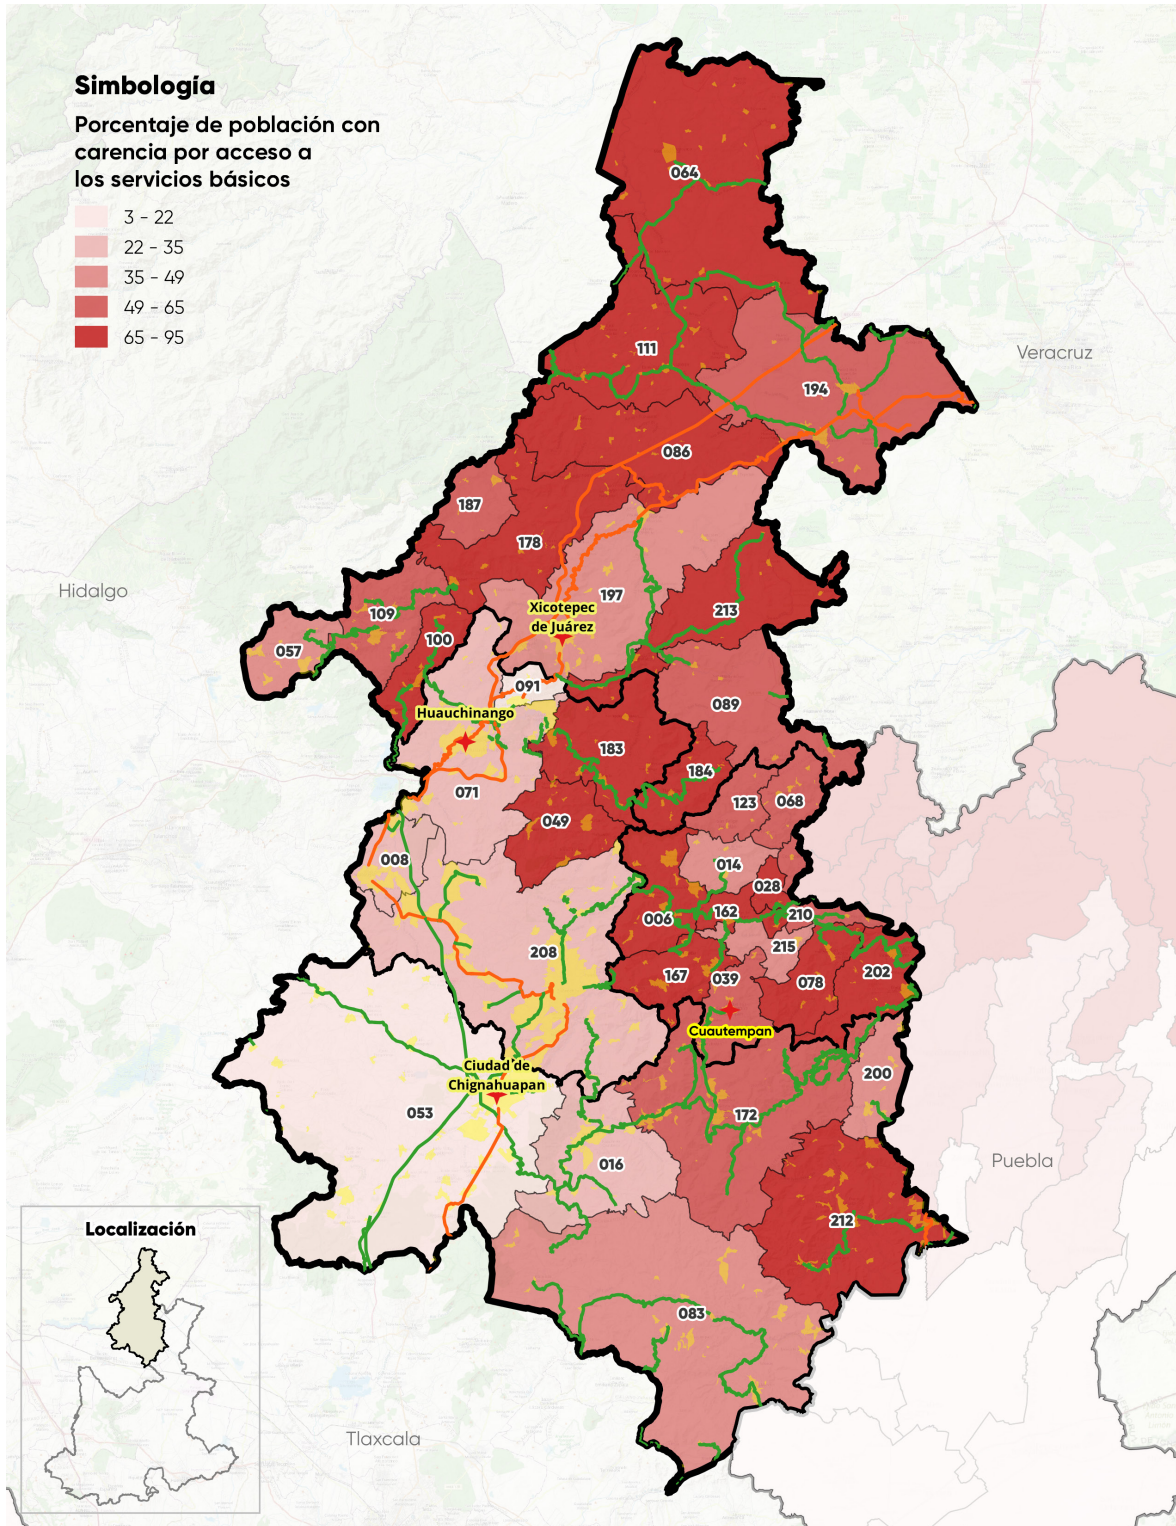 Simbología
Porcentaje de población con
carencia por acceso a
los servicios básicos
3 - 22
22 - 35
35 - 49
49 - 65
65 - 95
064
Veracruz
111
194
086
187
178
Hidalgo
197
Xicotepec
de Juárez
109
213
100
057
091
089
Huauchinango
183
184
071
123
068
049
008
014
028
006
162
210
215
208
167
039
078
202
Cuautempan
Ciudad de
Chignahuapan
200
053
172
016
Puebla
212
Localización
083
Tlaxcala